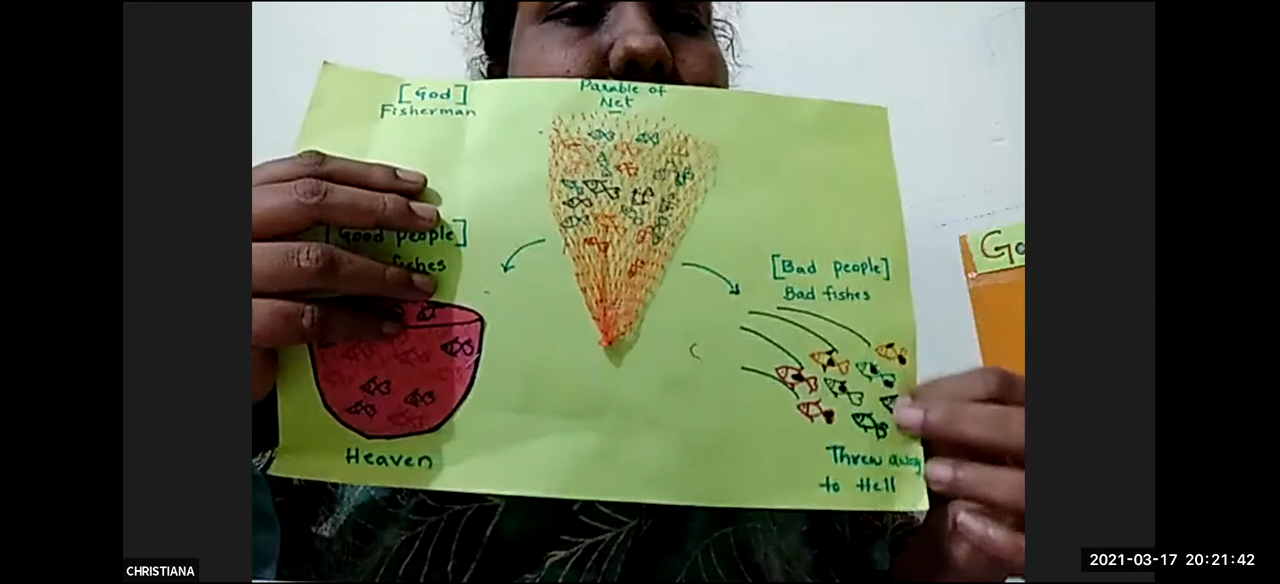 [God]
Fisherman
Parable of
Net
[Good people]
fishes
[Bad people]
Bad fishes
Heaven
Threw away
to Hell
CHRISTIANA
2021-03-17 20:21:42